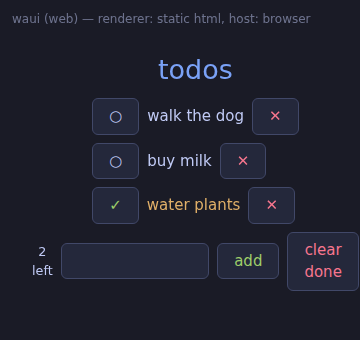 waui (web) — renderer: static html, host: browser
todos
○ walk the dog ✕
○ buy milk ✕
✓ water plants ✕
2 left add clear done